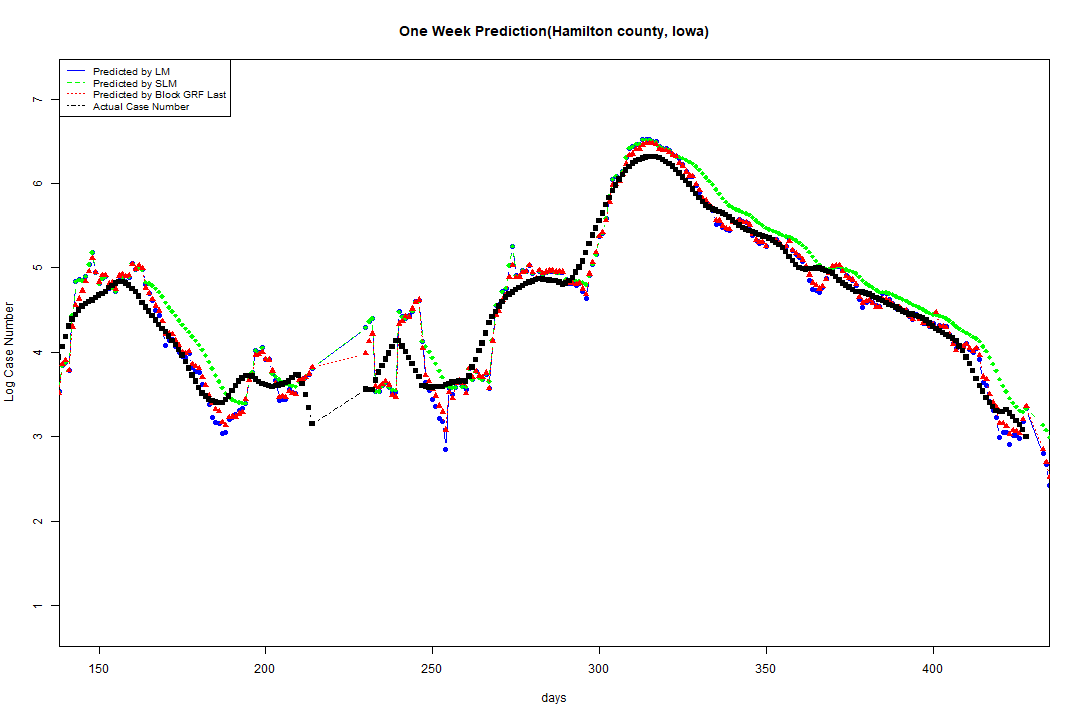 One Week Prediction(Hamilton county, Iowa)
Predicted by LM
Predicted by SLM
Predicted by Block GRF Last
Actual Case Number
7
6
5
4
3
2
1
Log Case Number
150 200 250 300 350 400
days